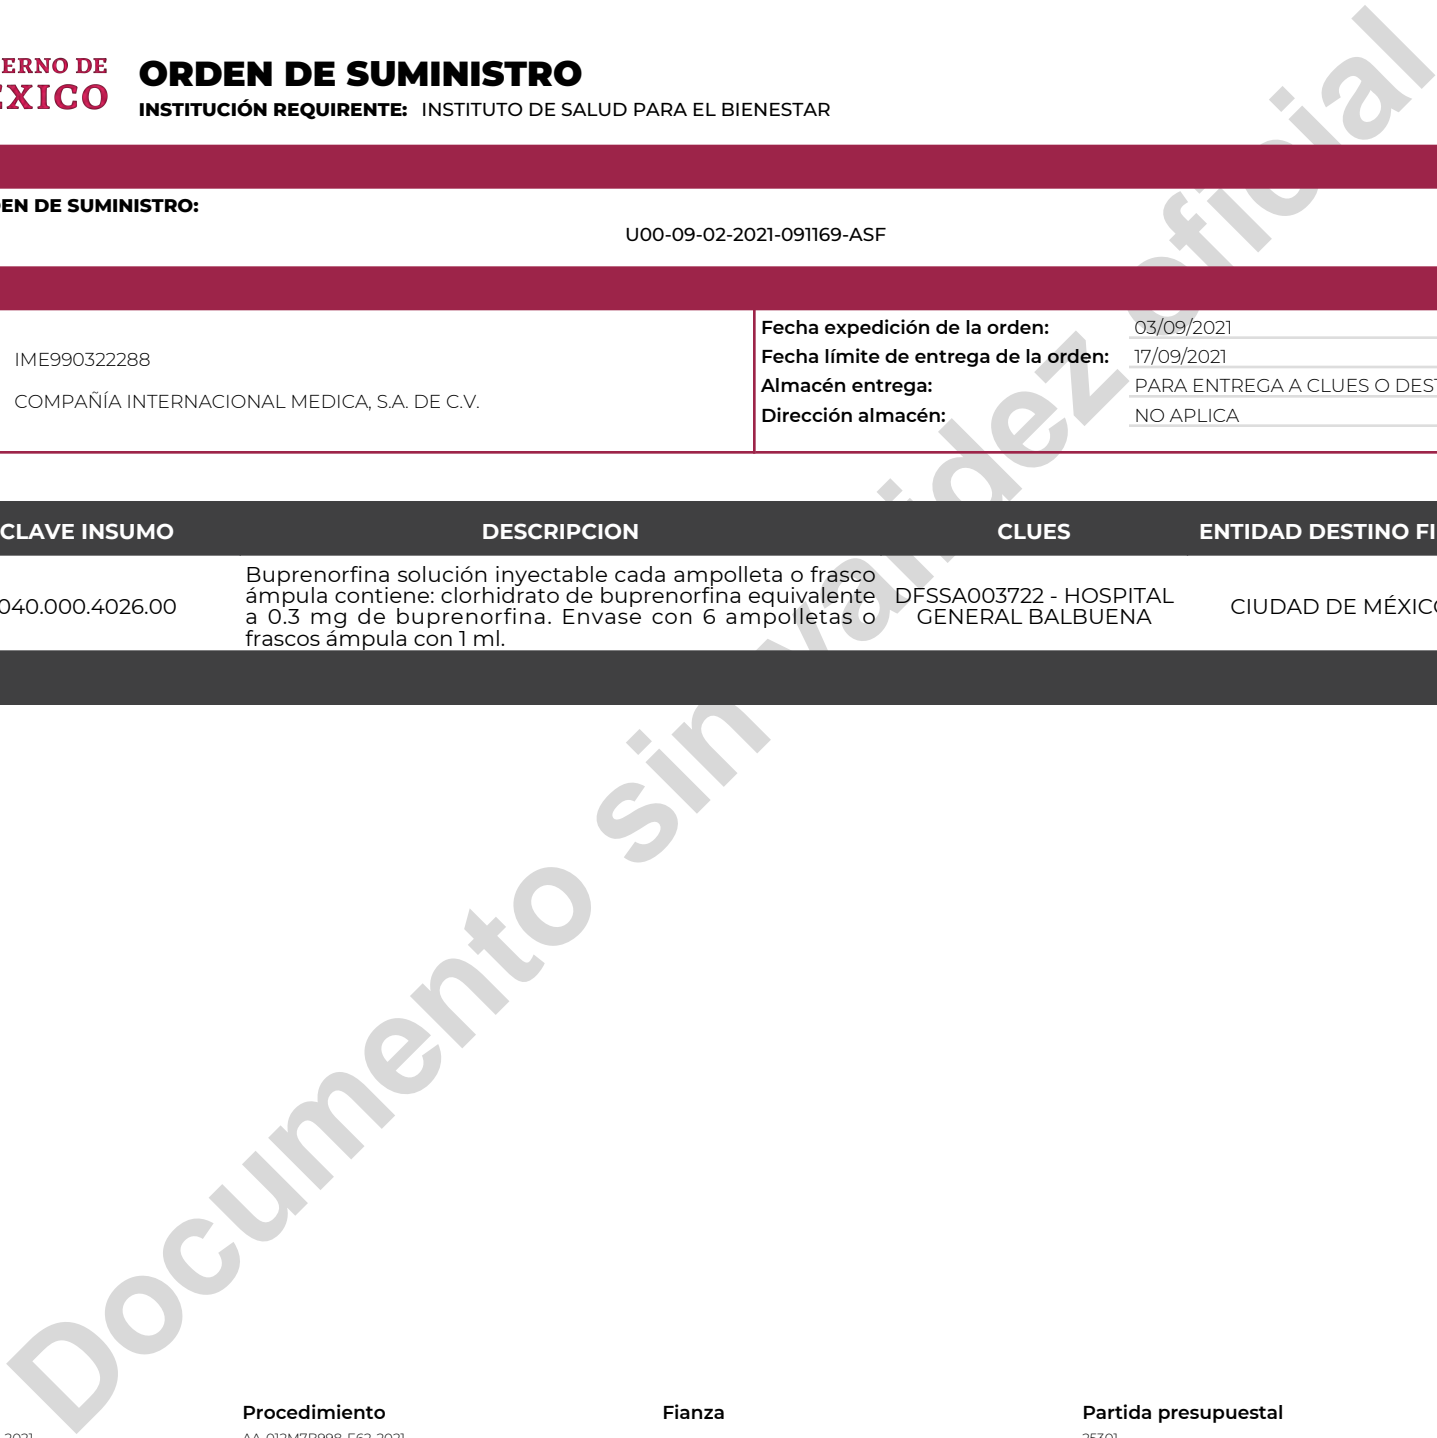 ERNO DE
ORDEN DE SUMINISTRO
INSTITUCIÓN REQUIRENTE: INSTITUTO DE SALUD PARA EL BIENESTAR
EXICO
EN DE SUMINISTRO:
U00-09-02-2021-091169-ASF
Fecha expedición de la orden: 03/09/2021
IME990322288
Fecha límite de entrega de la orden: 17/09/2021
Almacén entrega: PARA ENTREGA A CLUES O DEST
COMPAÑÍA INTERNACIONAL MEDICA, S.A. DE C.V.
Dirección almacén: NO APLICA
CLAVE INSUMO DESCRIPCION CLUES ENTIDAD DESTINO FI
040.000.4026.00
Buprenorfina solución inyectable cada ampolleta o frasco
ámpula contiene: clorhidrato de buprenorfina equivalente
a 0.3 mg de buprenorfina. Envase con 6 ampolletas o
frascos ámpula con 1 ml.
DFSSA003722 - HOSPITAL
GENERAL BALBUENA
CIUDAD DE MÉXICO
Documento sin validez oficial
Procedimiento Fianza Partida presupuestal